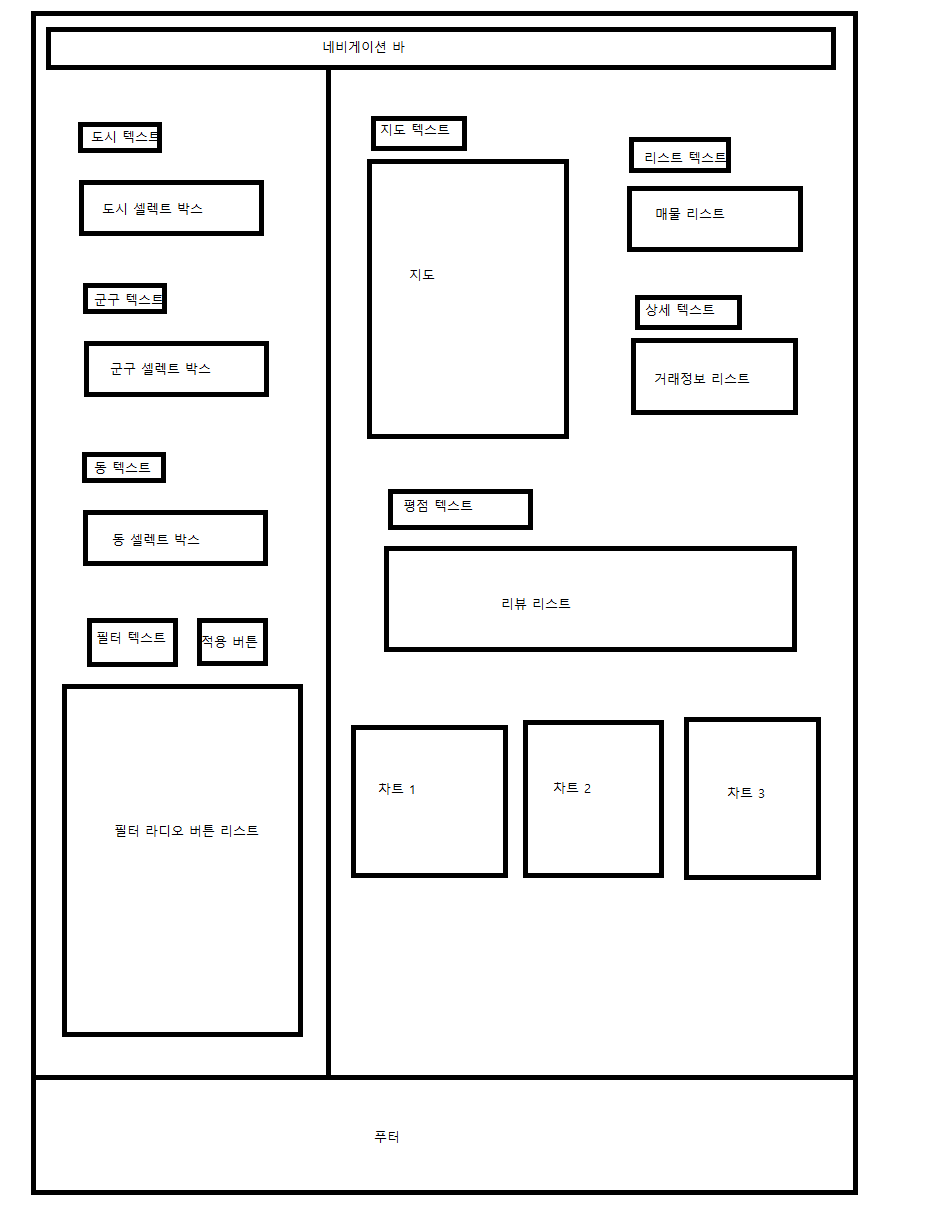 네비게이션 바
도시 텍스트
도시 셀렉트 박스
군구 텍스트
군구 셀렉트 박스
동 텍스트
동 셀렉트 박스
필터 텍스트
적용 버튼
필터 라디오 버튼 리스트
지도 텍스트
지도
리스트 텍스트
매물 리스트
상세 텍스트
거래정보 리스트
평점 텍스트
리뷰 리스트
차트 1
차트 2
차트 3
푸터